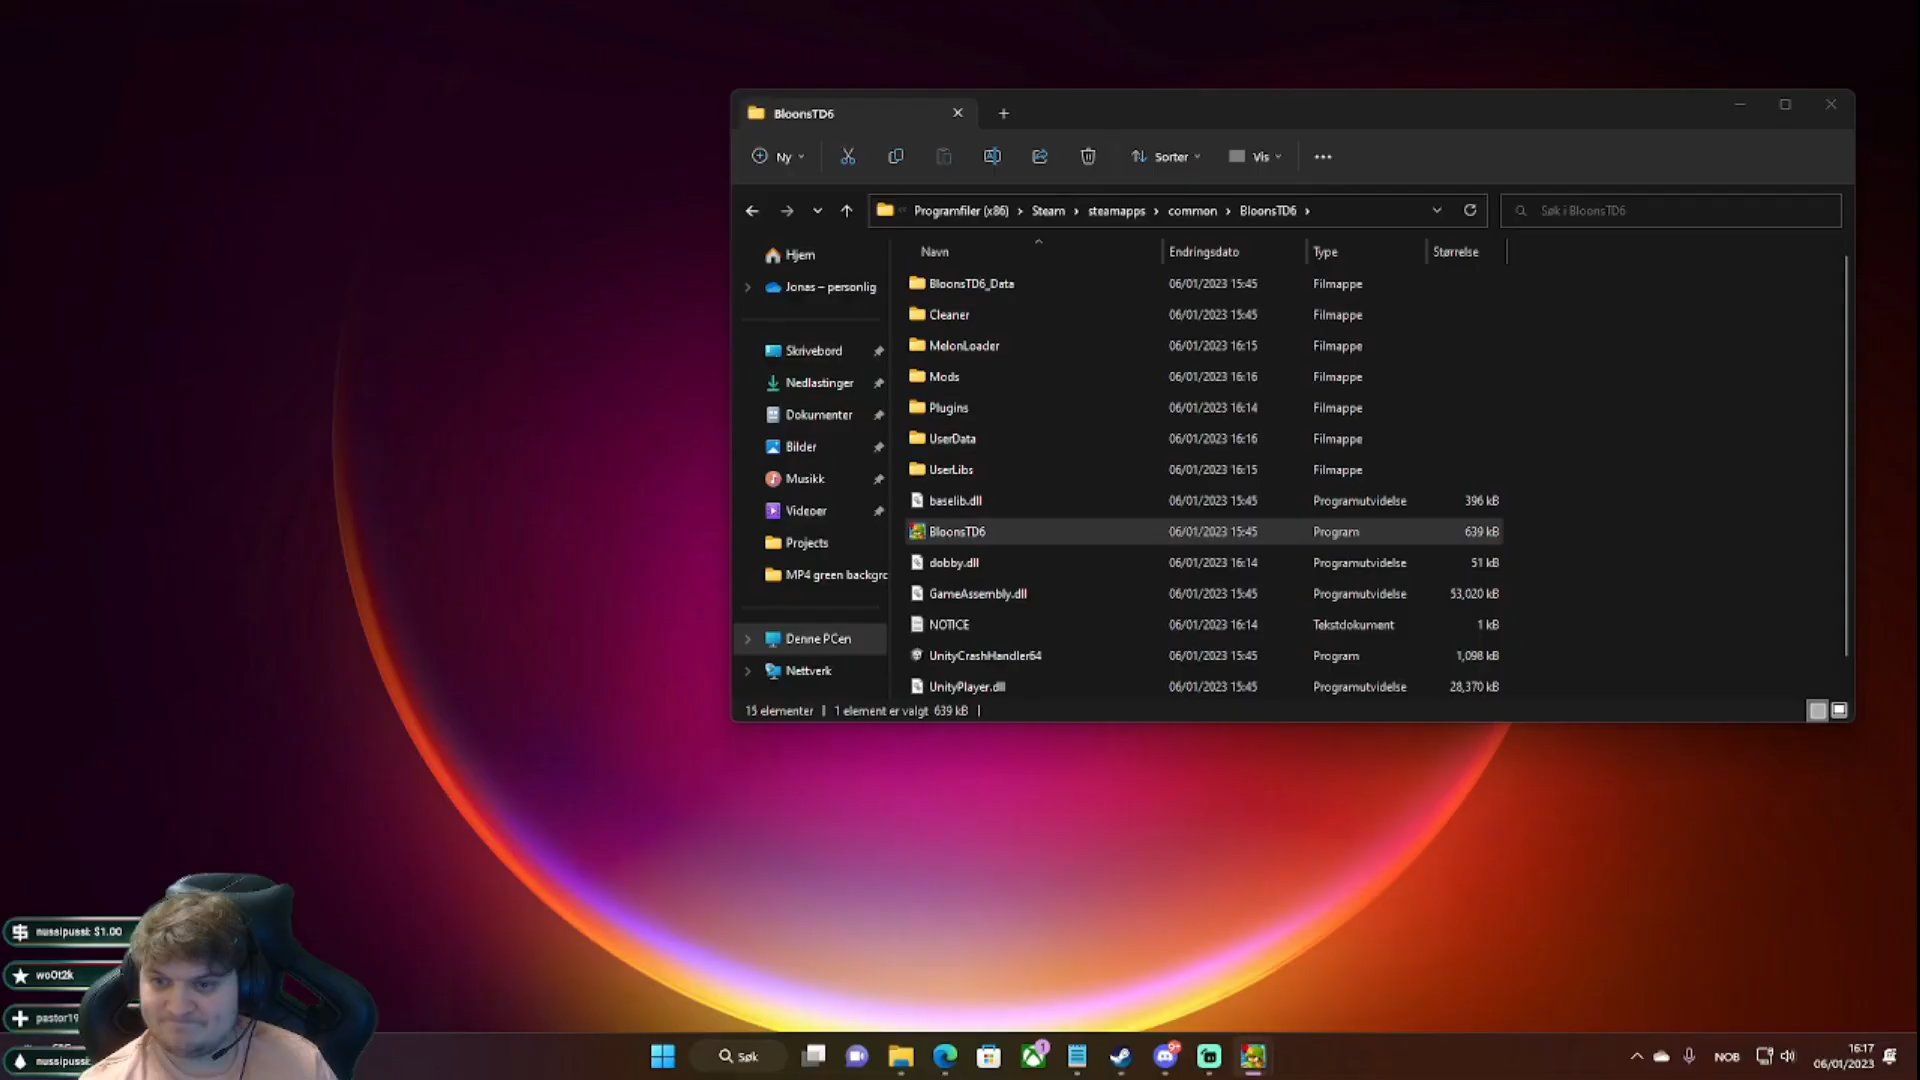 BloonsTD6
Ny
Sorter
Vis
Programfiler (x86) › Steam › steamapps › common › BloonsTD6 ›
Søk i BloonsTD6
Hjem
Jonas – personlig
Skrivebord
Nedlastinger
Dokumenter
Bilder
Musikk
Videoer
Projects
MP4 green backgrc
Denne PCen
Nettverk
Navn Endringsdato Type Størrelse
BloonsTD6_Data 06/01/2023 15:45 Filmappe
Cleaner 06/01/2023 15:45 Filmappe
MelonLoader 06/01/2023 16:15 Filmappe
Mods 06/01/2023 16:16 Filmappe
Plugins 06/01/2023 16:14 Filmappe
UserData 06/01/2023 16:16 Filmappe
UserLibs 06/01/2023 16:15 Filmappe
baselib.dll 06/01/2023 15:45 Programutvidelse 396 kB
BloonsTD6 06/01/2023 15:45 Program 639 kB
dobby.dll 06/01/2023 16:14 Programutvidelse 51 kB
GameAssembly.dll 06/01/2023 15:45 Programutvidelse 53,020 kB
NOTICE 06/01/2023 16:14 Tekstdokument 1 kB
UnityCrashHandler64 06/01/2023 15:45 Program 1,098 kB
UnityPlayer.dll 06/01/2023 15:45 Programutvidelse 28,370 kB
15 elementer | 1 element er valgt 639 kB |
nussipussi: $1.00
wo0t2k
pastor19
nussipussi:
Søk
1
9+
NOB
16:17
06/01/2023